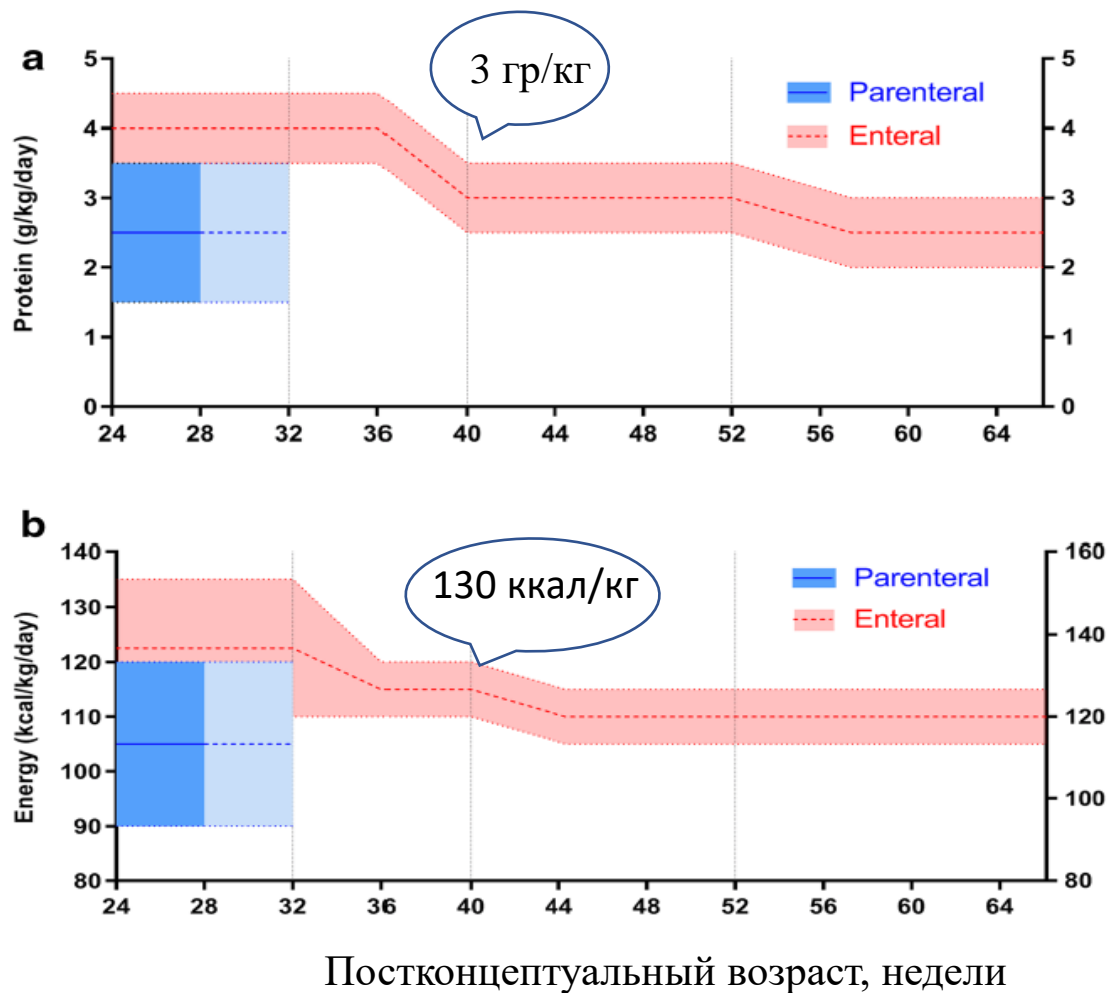 a
3 гр/кг
Parenteral
Enteral
Protein (g/kg/day)
5
4
3
2
1
0
5
4
3
2
1
0
24 28 32 36 40 44 48 52 56 60 64
b
130 ккал/кг
Parenteral
Enteral
Energy (kcal/kg/day)
140
130
120
110
100
90
80
160
140
120
100
80
24 28 32 36 40 44 48 52 56 60 64
Постконцептуальный возраст, недели